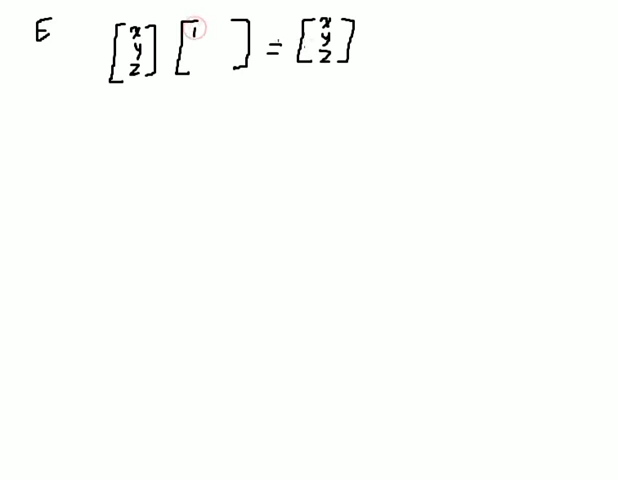 E [x y z] [1 ] = [x y z]